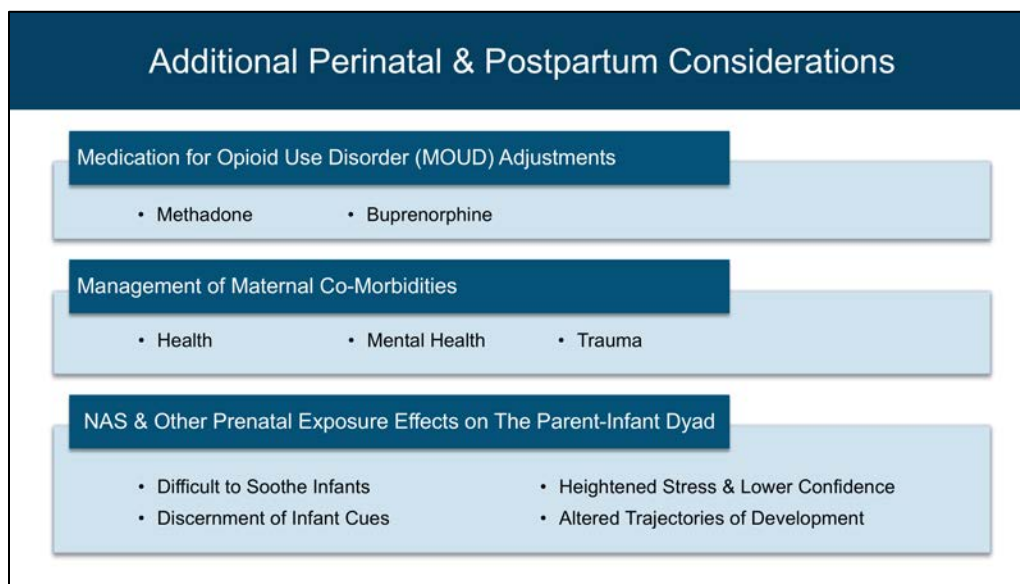 Additional Perinatal & Postpartum Considerations
Medication for Opioid Use Disorder (MOUD) Adjustments
• Methadone • Buprenorphine
Management of Maternal Co-Morbidities
• Health • Mental Health • Trauma
NAS & Other Prenatal Exposure Effects on The Parent-Infant Dyad
• Difficult to Soothe Infants • Heightened Stress & Lower Confidence
• Discernment of Infant Cues • Altered Trajectories of Development